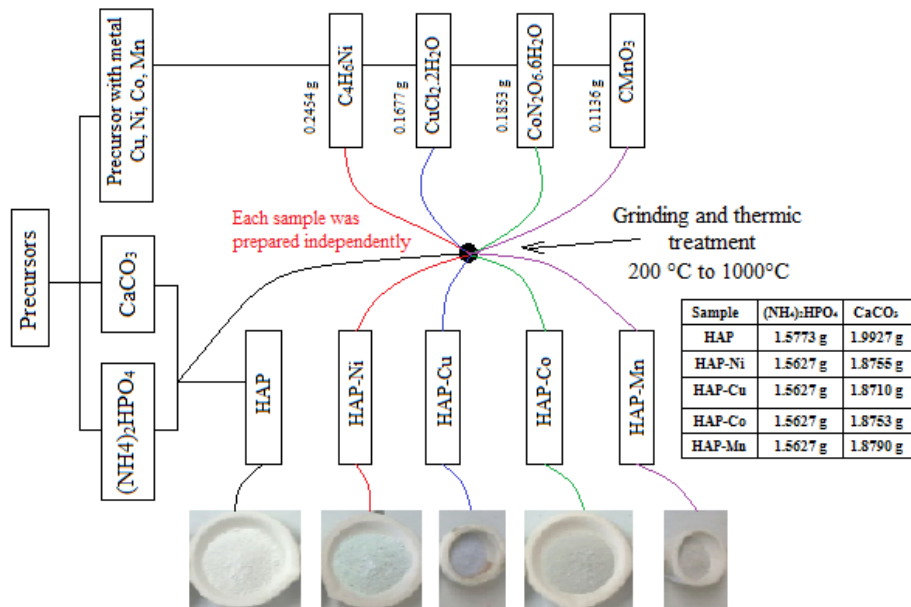 Precursors
Precursor with metal
Cu, Ni, Co, Mn
CaCO3
(NH4)2HPO4
0.2454 g
C4H6Ni
0.1677 g
CuCl2.2H2O
0.1853 g
CoN2O6.6H2O
0.1136 g
CMnO3
Each sample was
prepared independently
Grinding and thermic
treatment
200 °C to 1000°C
HAP
HAP-Ni
HAP-Cu
HAP-Co
HAP-Mn
Sample (NH4)2HPO4 CaCO3
HAP 1.5773 g 1.9927 g
HAP-Ni 1.5627 g 1.8755 g
HAP-Cu 1.5627 g 1.8710 g
HAP-Co 1.5627 g 1.8753 g
HAP-Mn 1.5627 g 1.8790 g